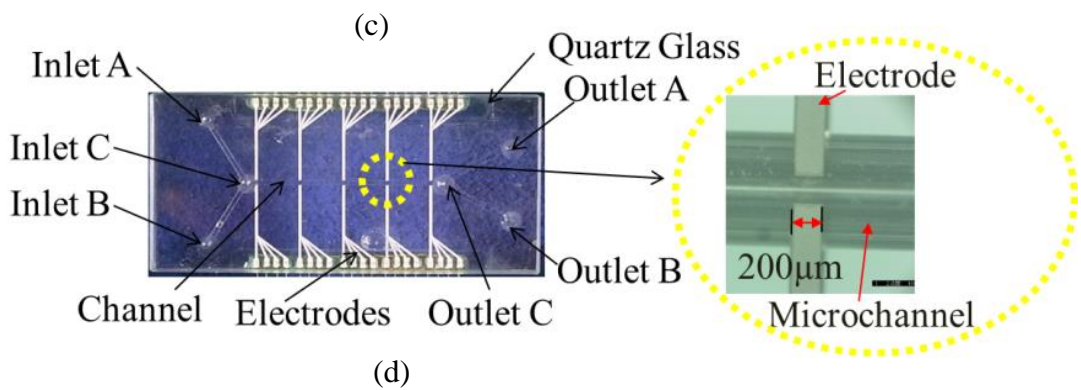 (c)
Inlet A
Quartz Glass
Outlet A
Electrode
Inlet C
Inlet B
200μm
Outlet B
Channel
Electrodes
Outlet C
Microchannel
(d)